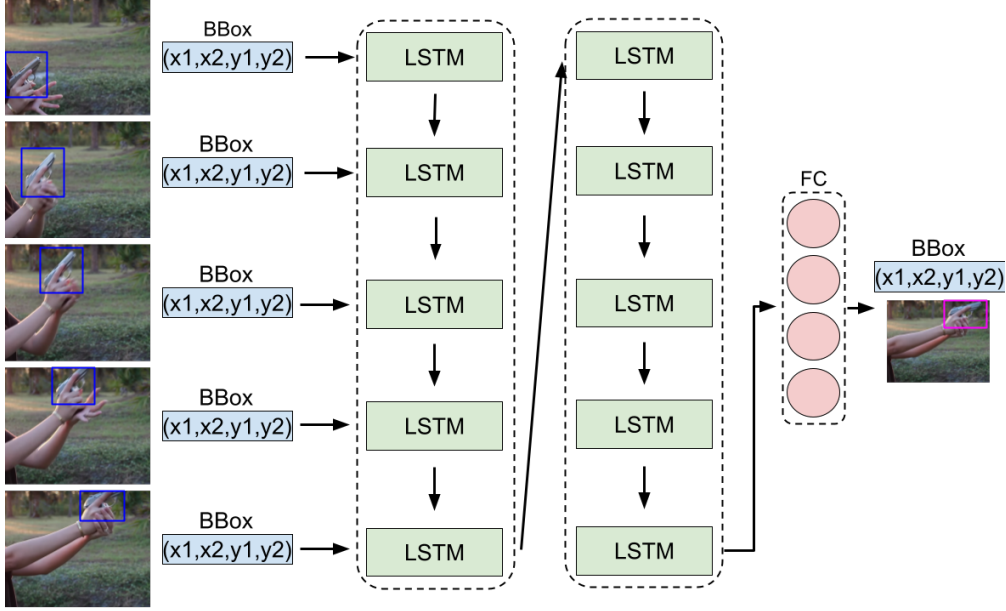 BBox
(x1,x2,y1,y2)
LSTM
LSTM
BBox
(x1,x2,y1,y2)
LSTM
LSTM
FC
BBox
(x1,x2,y1,y2)
LSTM
LSTM
BBox
(x1,x2,y1,y2)
BBox
(x1,x2,y1,y2)
LSTM
LSTM
BBox
(x1,x2,y1,y2)
LSTM
LSTM